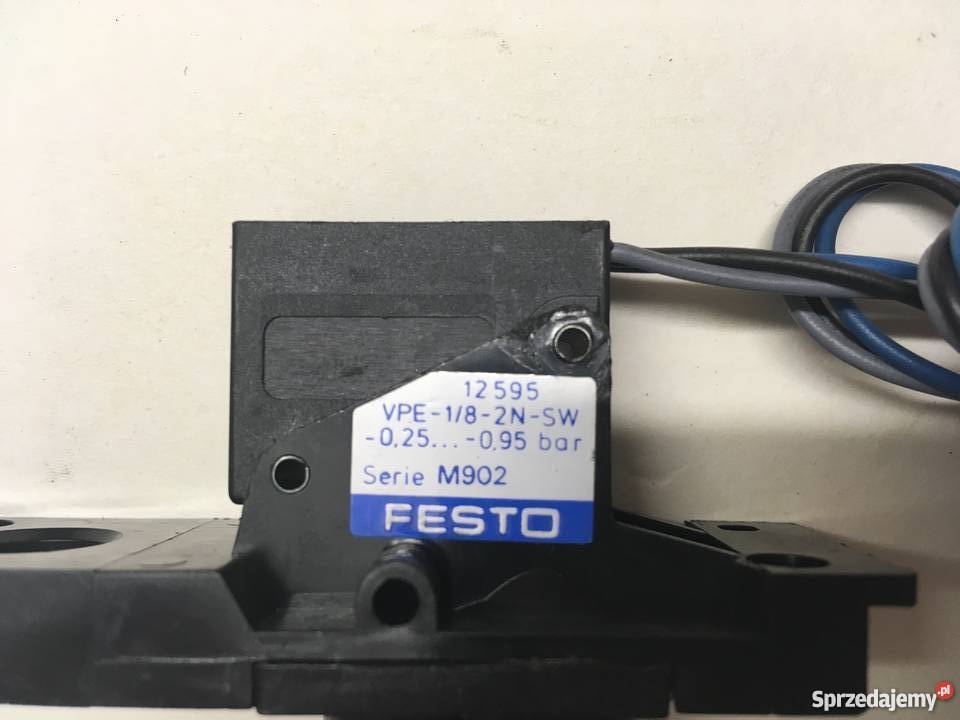 12595
VPE-1/8-2N-SW
-0,25...-0,95 bar
Serie M902
FESTO
Sprzedajemy.pl